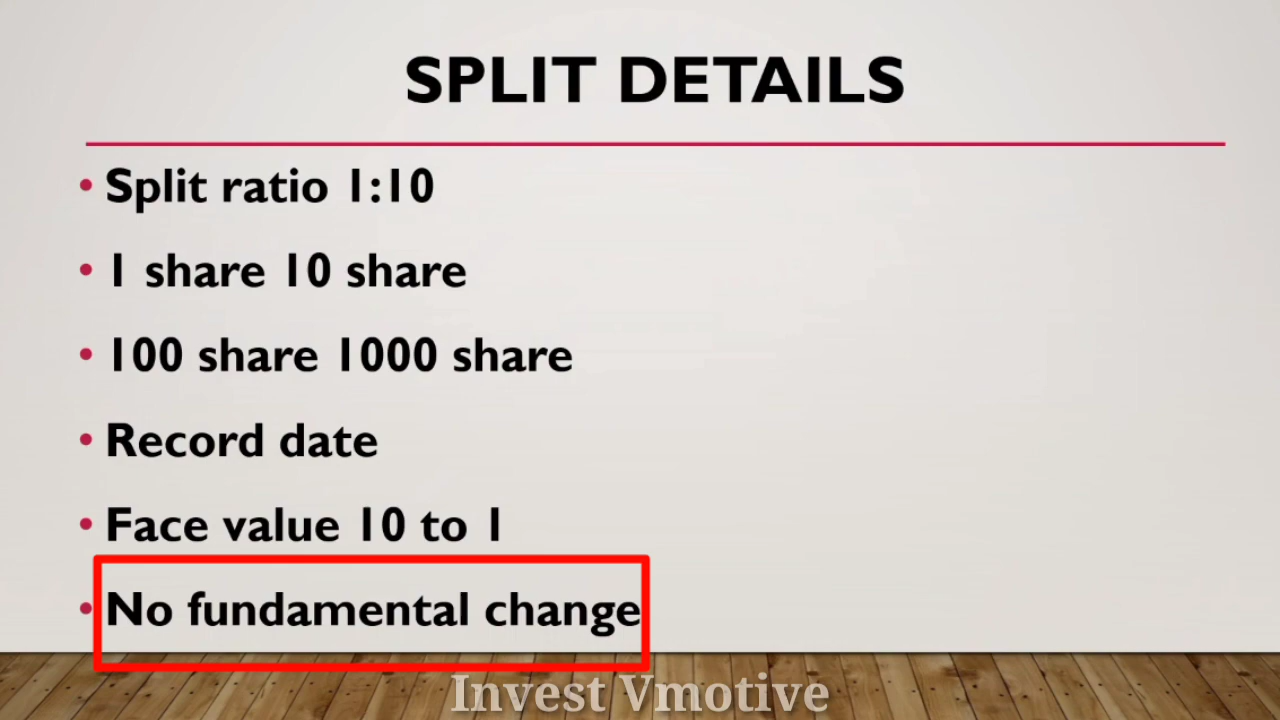 SPLIT DETAILS
• Split ratio 1:10
• 1 share 10 share
• 100 share 1000 share
• Record date
• Face value 10 to 1
• No fundamental change
Invest Vmotive